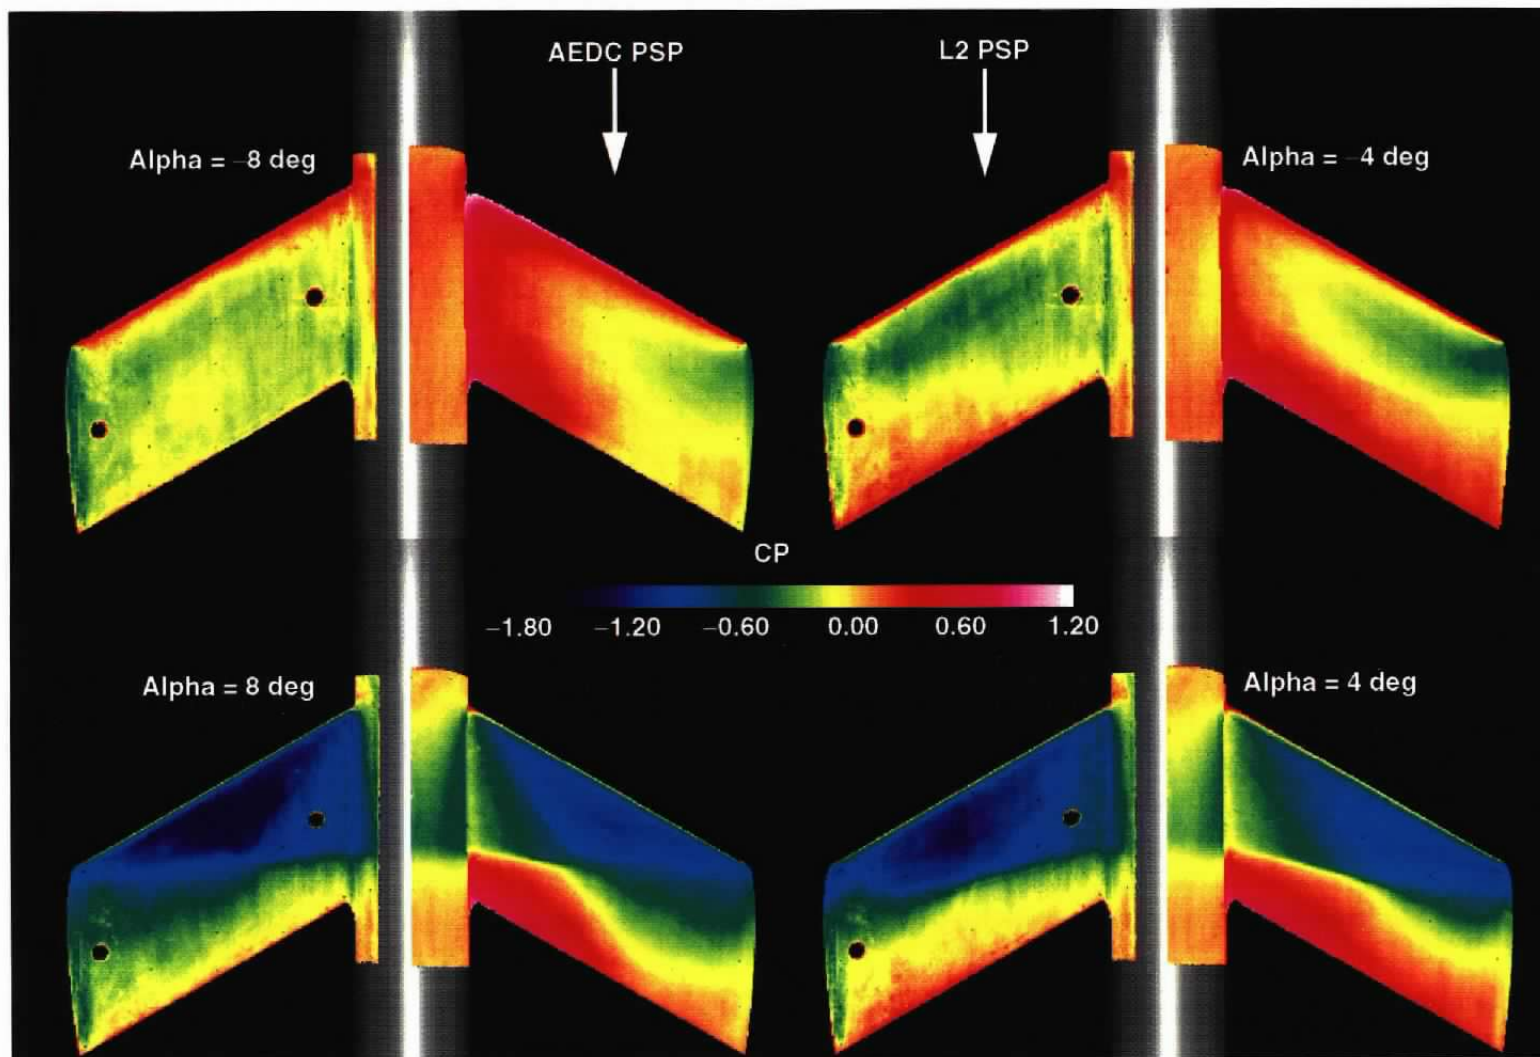 AEDC PSP
L2 PSP
Alpha = –8 deg
Alpha = –4 deg
CP
–1.80 –1.20 –0.60 0.00 0.60 1.20
Alpha = 8 deg
Alpha = 4 deg